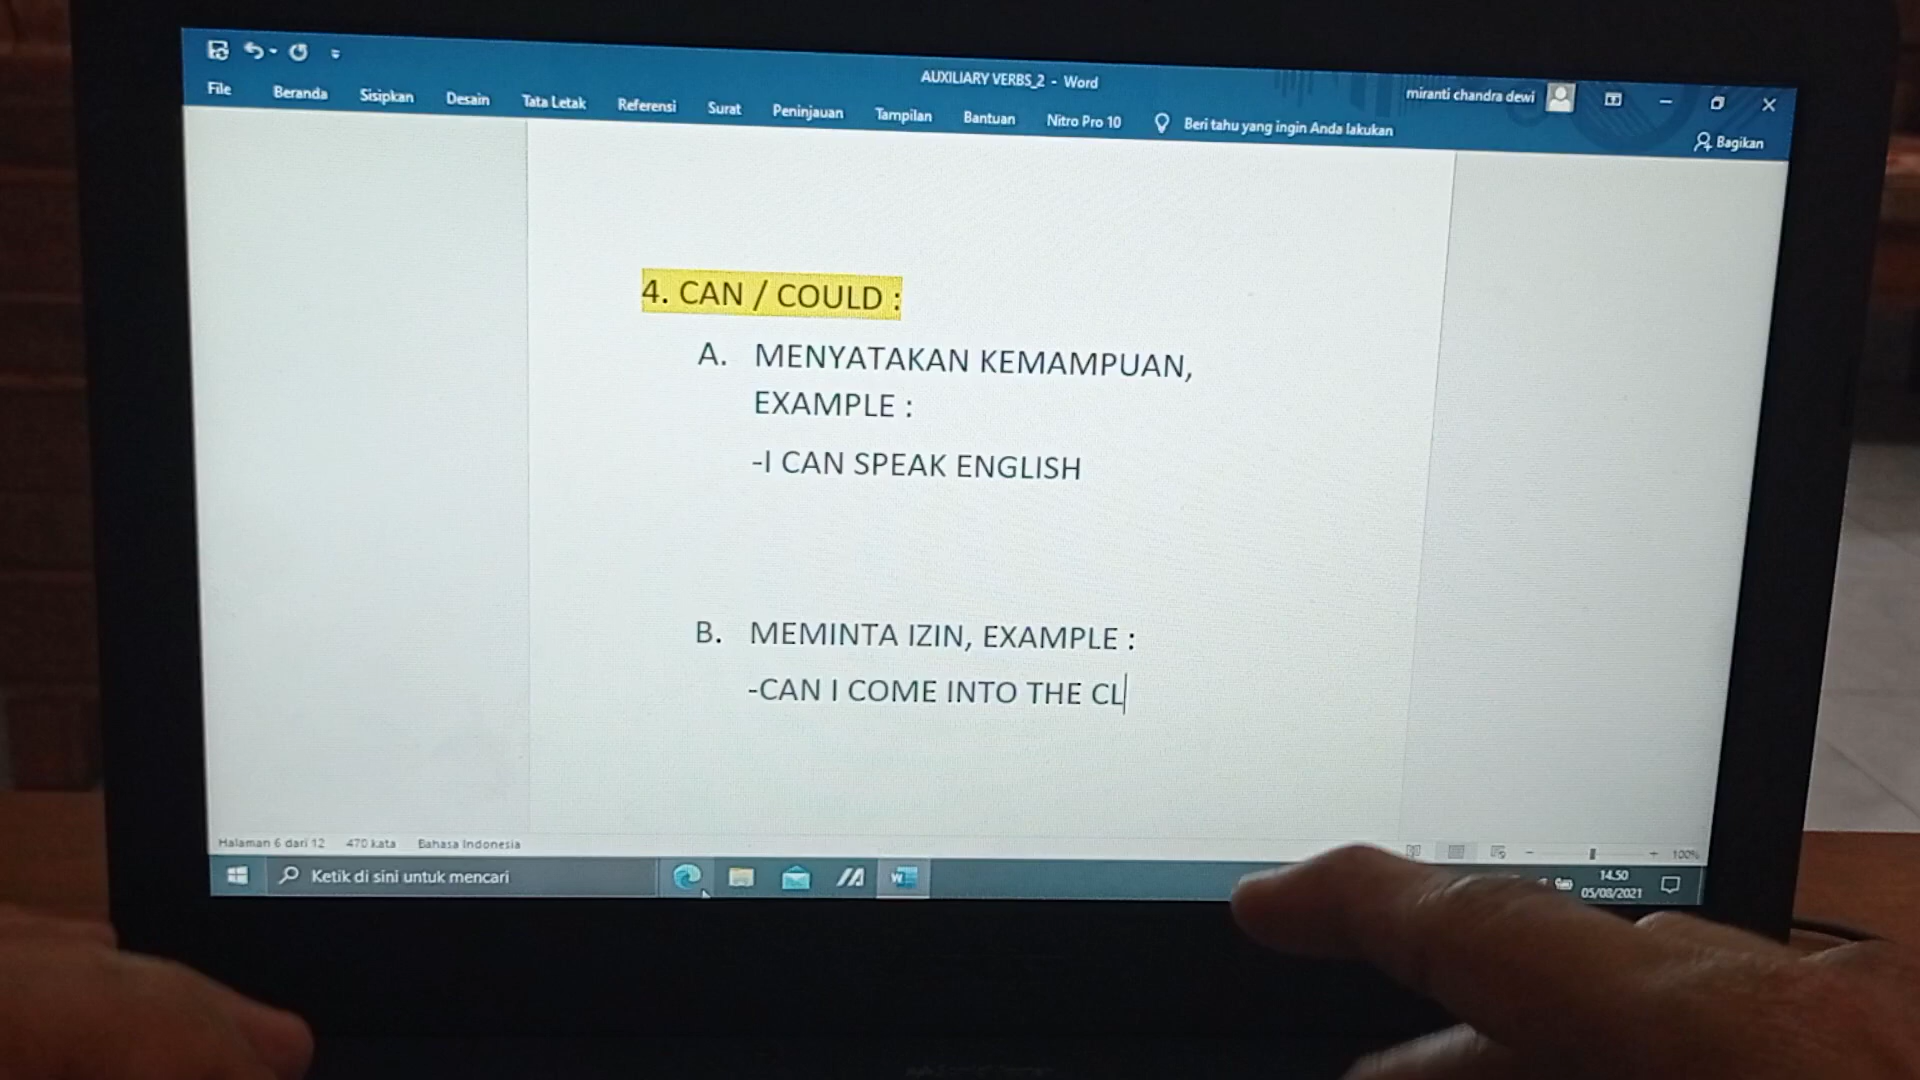 AUXILIARY VERBS_2 - Word
miranti chandra dewi
File Beranda Sisipkan Desain Tata Letak Referensi Surat Peninjauan Tampilan Bantuan Nitro Pro 10 Beri tahu yang ingin Anda lakukan
Bagikan
4. CAN / COULD :
A. MENYATAKAN KEMAMPUAN,
EXAMPLE :
-I CAN SPEAK ENGLISH
B. MEMINTA IZIN, EXAMPLE :
-CAN I COME INTO THE CL
Halaman 6 dari 12 470 kata Bahasa Indonesia
100%
Ketik di sini untuk mencari
14.50
05/08/2021